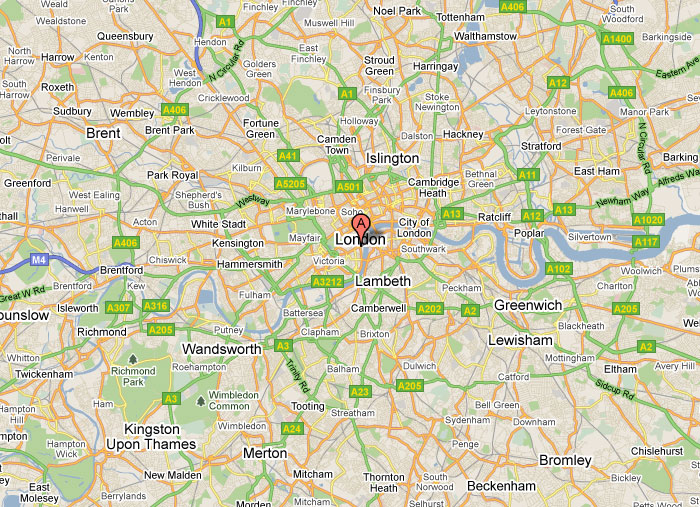 Noel Park
Tottenham
A406
South Woodford
A1
Muswell Hill
Weald
Wealdstone
Queensbury
Hendon
East Finchley
Walthamstow
A1400
Barkingside
North Harrow
Kenton
N Circular Rd
Golders Green
Stroud Green
Harringay
Eastern Ave
Harrow
West Hendon
A12
Roxeth
South Harrow
Cricklewood
A1
Finsbury Park
Stoke Newington
A406
Sudbury
Wembley
A406
Leytonstone
Manor Park
Fortune Green
Holloway
N Circular Rd
Brent
Brent Park
Camden Town
Dalston
Hackney
Forest Gate
Barking
Northolt
Perivale
Kilburn
A41
Islington
Stratford
Greenford
Park Royal
A5205
A501
Cambridge Heath
Bethnal Green
A11
East Ham
Alfreds Way
West Ealing
Shepherd's Bush
Westway
Newham Way
Southall
Acton
White Stadt
Marylebone
Soho
A
City of London
A13
Ratcliff
A12
A13
A1020
A406
Kensington
Mayfair
London
Southwark
Poplar
Silvertown
A117
M4
Chiswick
Hammersmith
Victoria
Brentford
A102
Woolwich
Great W Rd
Brentford
Kew
A3212
Lambeth
Peckham
Plumstead
Isleworth
A307
A316
Fulham
Battersea
Camberwell
A202
A2
Greenwich
Charlton
A205
Hounslow
Richmond
A205
Putney
Clapham
Brixton
Blackheath
Whitton
Wandsworth
A3
Lewisham
Mottingham
A2
Richmond Park
Roehampton
Trinity Rd
Balham
Dulwich
Eltham
Avery Hill
Twickenham
Catford
Sidcup Rd
Ham
A3
Wimbledon Common
Tooting
A23
A205
Bell Green
Kingston Upon Thames
Wimbledon
Streatham
Sydenham
Downham
Hampton Wick
A24
Penge
Chislehurst
Merton
Bromley
East Molesey
New Malden
Mitcham
Thornton Heath
Beckenham
Berrylands
Morden
Selhurst
Shortlands